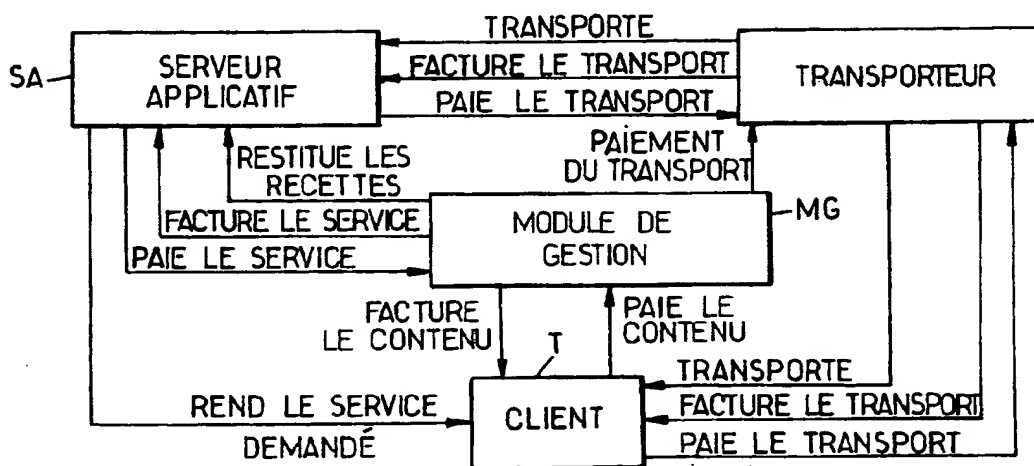 TRANSPORTE
SA
SERVEUR
APPLICATIF
FACTURE LE TRANSPORT
TRANSPORTEUR
PAIE LE TRANSPORT
RESTITUE LES
RECETTES
PAIEMENT
DU TRANSPORT
FACTURE LE SERVICE
MODULE DE
GESTION
MG
PAIE LE SERVICE
FACTURE
LE CONTENU
PAIE LE
CONTENU
T
TRANSPORTE
REND LE SERVICE
DEMANDÉ
CLIENT
FACTURE LE TRANSPORT
PAIE LE TRANSPORT